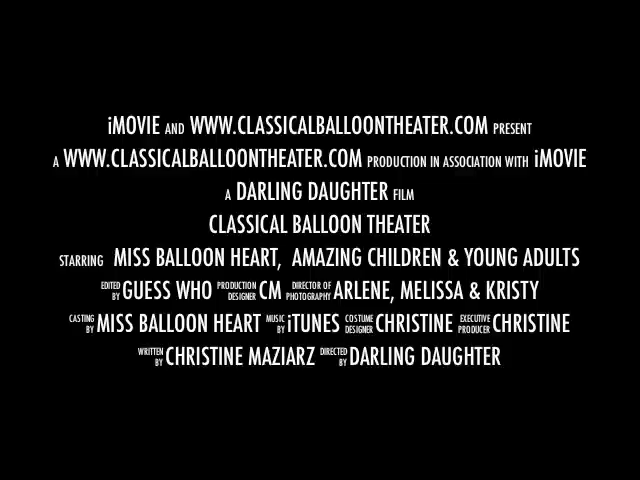 iMOVIE AND WWW.CLASSICALBALLOONTHEATER.COM PRESENT
A WWW.CLASSICALBALLOONTHEATER.COM PRODUCTION IN ASSOCIATION WITH iMOVIE
A DARLING DAUGHTER FILM
CLASSICAL BALLOON THEATER
STARRING MISS BALLOON HEART, AMAZING CHILDREN & YOUNG ADULTS
EDITED BY GUESS WHO PRODUCTION DESIGNER CM DIRECTOR OF PHOTOGRAPHY ARLENE, MELISSA & KRISTY
CASTING BY MISS BALLOON HEART MUSIC BY iTUNES COSTUME DESIGNER CHRISTINE EXECUTIVE PRODUCER CHRISTINE
WRITTEN BY CHRISTINE MAZIARZ DIRECTED BY DARLING DAUGHTER